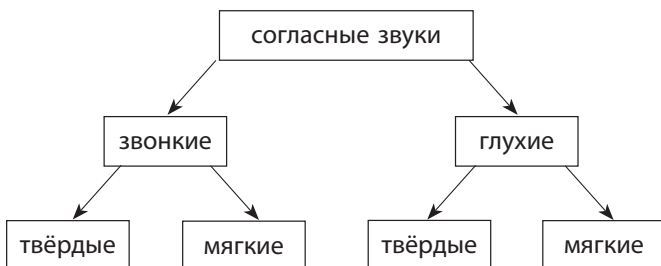 согласные звуки
звонкие
глухие
твёрдые
мягкие
твёрдые
мягкие